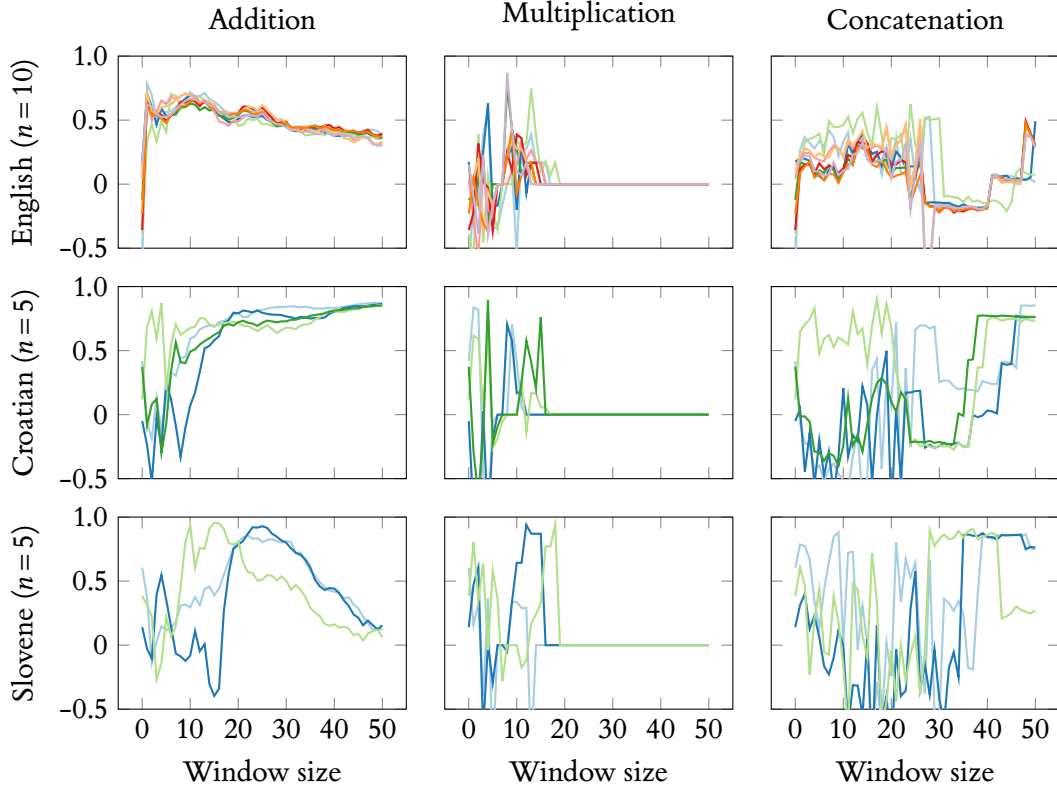 Addition Multiplication Concatenation
English (n = 10)
1.0
0.5
0
−0.5
Croatian (n = 5)
1.0
0.5
0
−0.5
Slovene (n = 5)
1.0
0.5
0
−0.5
0 10 20 30 40 50 0 10 20 30 40 50 0 10 20 30 40 50
Window size Window size Window size